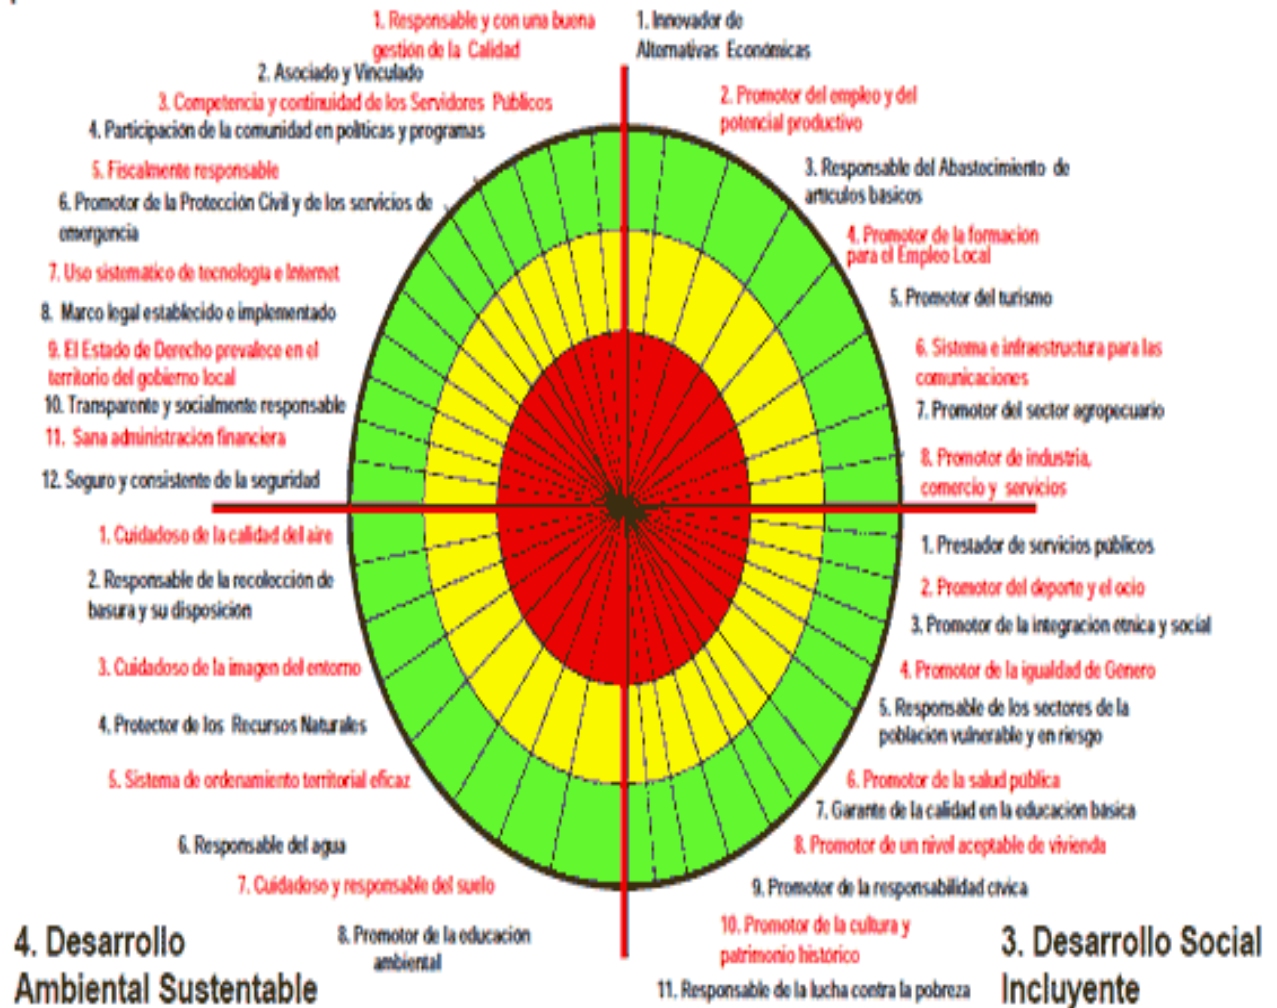 1. Responsable y con una buena
gestión de la Calidad
2. Asociado y Vinculado
3. Competencia y continuidad de los Servidores Públicos
4. Participación de la comunidad en políticas y programas
5. Fiscalmente responsable
6. Promotor de la Protección Civil y de los servicios de
emergencia
7. Uso sistemático de tecnología e Internet
8. Marco legal establecido e implementado
9. El Estado de Derecho prevalece en el
territorio del gobierno local
10. Transparente y socialmente responsable
11. Sana administración financiera
12. Seguro y consistente de la seguridad
1. Innovador de
Alternativas Económicas
2. Promotor del empleo y del
potencial productivo
3. Responsable del Abastecimiento de
artículos básicos
4. Promotor de la formación
para el Empleo Local
5. Promotor del turismo
6. Sistema e infraestructura para las
comunicaciones
7. Promotor del sector agropecuario
8. Promotor de industria,
comercio y servicios
1. Prestador de servicios públicos
2. Promotor del deporte y el ocio
3. Promotor de la integración étnica y social
4. Promotor de la igualdad de Género
5. Responsable de los sectores de la
población vulnerable y en riesgo
6. Promotor de la salud pública
7. Garante de la calidad en la educación básica
8. Promotor de un nivel aceptable de vivienda
9. Promotor de la responsabilidad cívica
10. Promotor de la cultura y
patrimonio histórico
11. Responsable de la lucha contra la pobreza
3. Desarrollo Social
Incluyente
1. Cuidadoso de la calidad del aire
2. Responsable de la recolección de
basura y su disposición
3. Cuidadoso de la imagen del entorno
4. Protector de los Recursos Naturales
5. Sistema de ordenamiento territorial eficaz
6. Responsable del agua
7. Cuidadoso y responsable del suelo
8. Promotor de la educación
ambiental
4. Desarrollo
Ambiental Sustentable